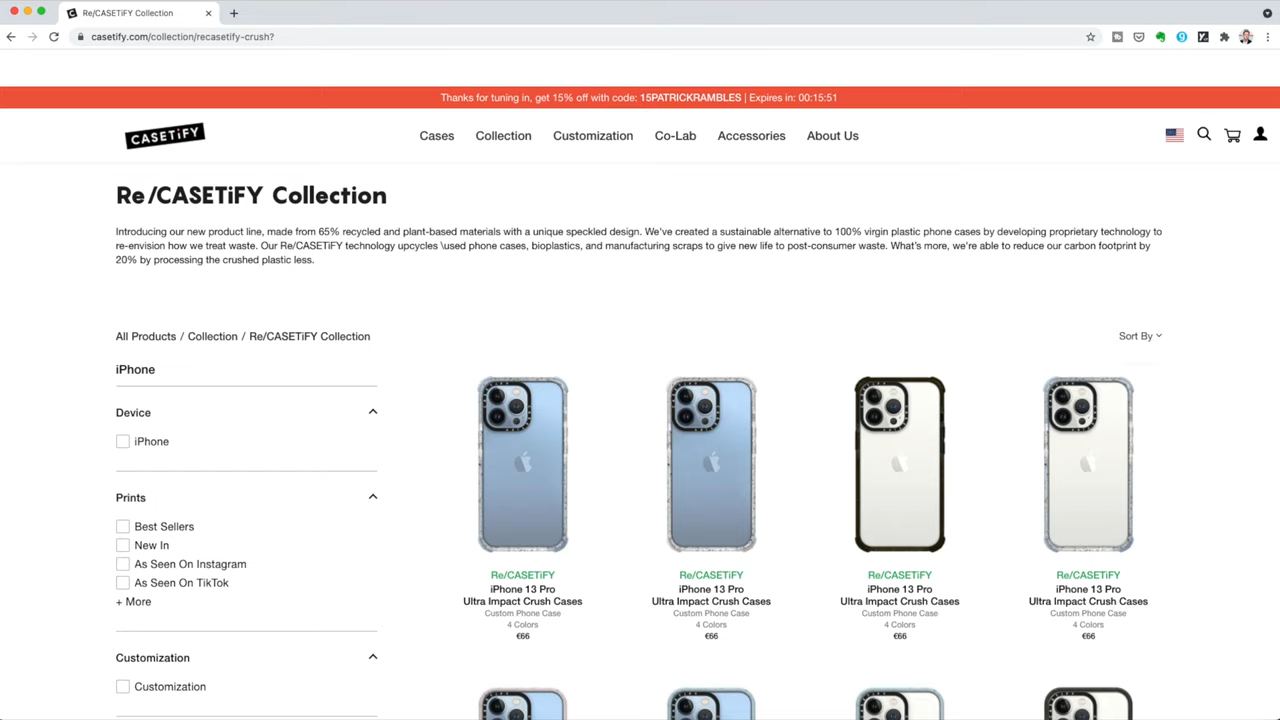 Re/CASETiFY Collection
casetify.com/collection/recasetify-crush?
Thanks for tuning in, get 15% off with code: 15PATRICKRAMBLES | Expires in: 00:15:51
CASETiFY
Cases Collection Customization Co-Lab Accessories About Us
Re/CASETiFY Collection
Introducing our new product line, made from 65% recycled and plant-based materials with a unique speckled design. We've created a sustainable alternative to 100% virgin plastic phone cases by developing proprietary technology to
re-envision how we treat waste. Our Re/CASETiFY technology upcycles \used phone cases, bioplastics, and manufacturing scraps to give new life to post-consumer waste. What's more, we're able to reduce our carbon footprint by
20% by processing the crushed plastic less.
All Products / Collection / Re/CASETiFY Collection
Sort By
iPhone
Device
iPhone
Prints
Best Sellers
New In
As Seen On Instagram
As Seen On TikTok
+ More
Customization
Customization
Re/CASETiFY Re/CASETiFY Re/CASETiFY Re/CASETiFY
iPhone 13 Pro iPhone 13 Pro iPhone 13 Pro iPhone 13 Pro
Ultra Impact Crush Cases Ultra Impact Crush Cases Ultra Impact Crush Cases Ultra Impact Crush Cases
Custom Phone Case Custom Phone Case Custom Phone Case Custom Phone Case
4 Colors 4 Colors 4 Colors 4 Colors
€66 €66 €66 €66